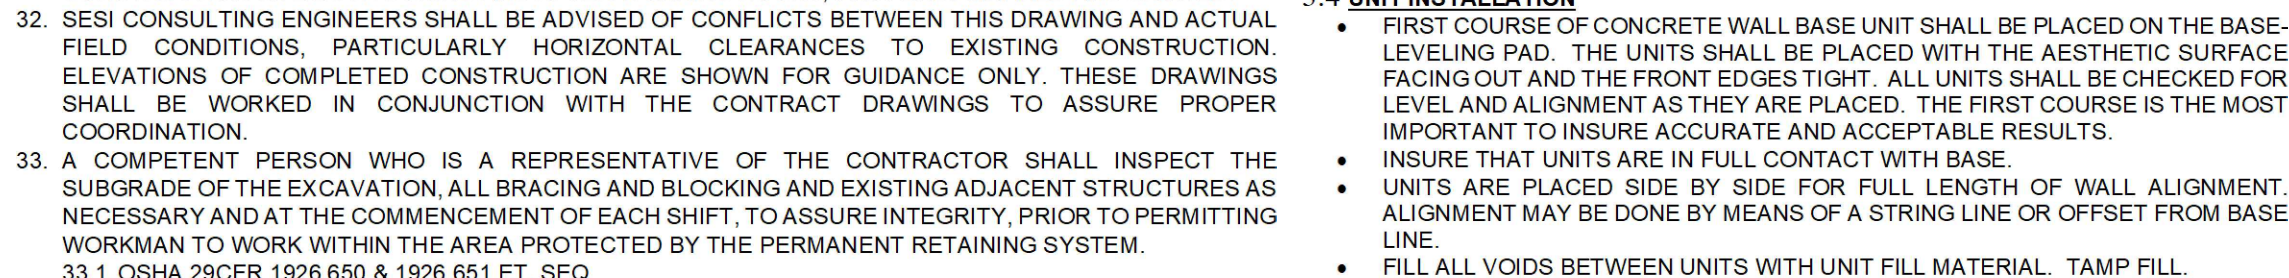 32. SESI CONSULTING ENGINEERS SHALL BE ADVISED OF CONFLICTS BETWEEN THIS DRAWING AND ACTUAL
FIELD CONDITIONS, PARTICULARLY HORIZONTAL CLEARANCES TO EXISTING CONSTRUCTION.
ELEVATIONS OF COMPLETED CONSTRUCTION ARE SHOWN FOR GUIDANCE ONLY. THESE DRAWINGS
SHALL BE WORKED IN CONJUNCTION WITH THE CONTRACT DRAWINGS TO ASSURE PROPER
COORDINATION.
33. A COMPETENT PERSON WHO IS A REPRESENTATIVE OF THE CONTRACTOR SHALL INSPECT THE
SUBGRADE OF THE EXCAVATION, ALL BRACING AND BLOCKING AND EXISTING ADJACENT STRUCTURES AS
NECESSARY AND AT THE COMMENCEMENT OF EACH SHIFT, TO ASSURE INTEGRITY, PRIOR TO PERMITTING
WORKMAN TO WORK WITHIN THE AREA PROTECTED BY THE PERMANENT RETAINING SYSTEM.
33.1 OSHA 29CFR 1926.650 & 1926.651 ET. SEQ
3.4 UNIT INSTALLATION
• FIRST COURSE OF CONCRETE WALL BASE UNIT SHALL BE PLACED ON THE BASE-
LEVELING PAD. THE UNITS SHALL BE PLACED WITH THE AESTHETIC SURFACE
FACING OUT AND THE FRONT EDGES TIGHT. ALL UNITS SHALL BE CHECKED FOR
LEVEL AND ALIGNMENT AS THEY ARE PLACED. THE FIRST COURSE IS THE MOST
IMPORTANT TO INSURE ACCURATE AND ACCEPTABLE RESULTS.
• INSURE THAT UNITS ARE IN FULL CONTACT WITH BASE.
• UNITS ARE PLACED SIDE BY SIDE FOR FULL LENGTH OF WALL ALIGNMENT.
ALIGNMENT MAY BE DONE BY MEANS OF A STRING LINE OR OFFSET FROM BASE
LINE.
• FILL ALL VOIDS BETWEEN UNITS WITH UNIT FILL MATERIAL. TAMP FILL.